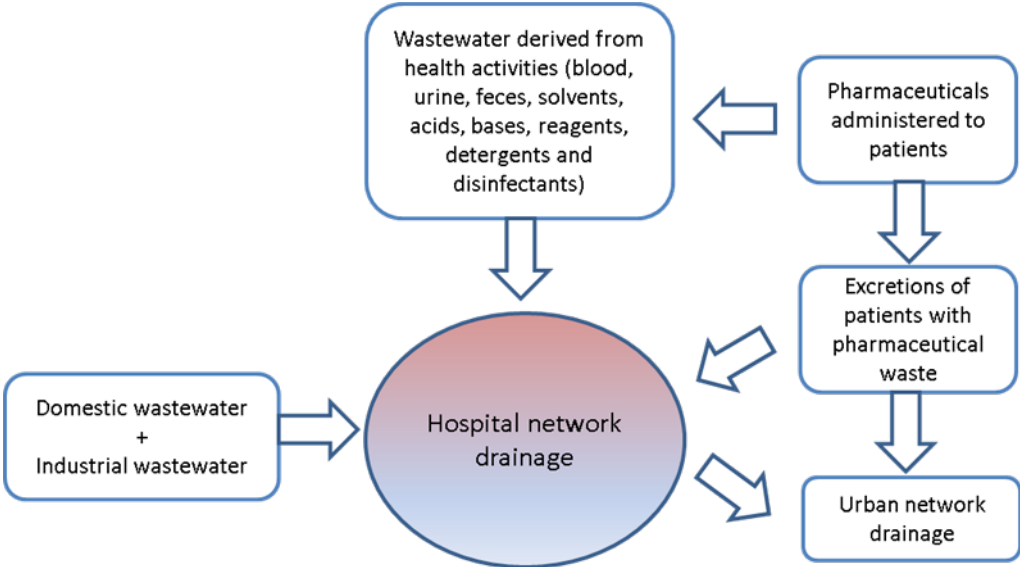 Wastewater derived from
health activities (blood,
urine, feces, solvents,
acids, bases, reagents,
detergents and
disinfectants)
Pharmaceuticals
administered to
patients
Excretions of
patients with
pharmaceutical
waste
Domestic wastewater
+
Industrial wastewater
Hospital network
drainage
Urban network
drainage